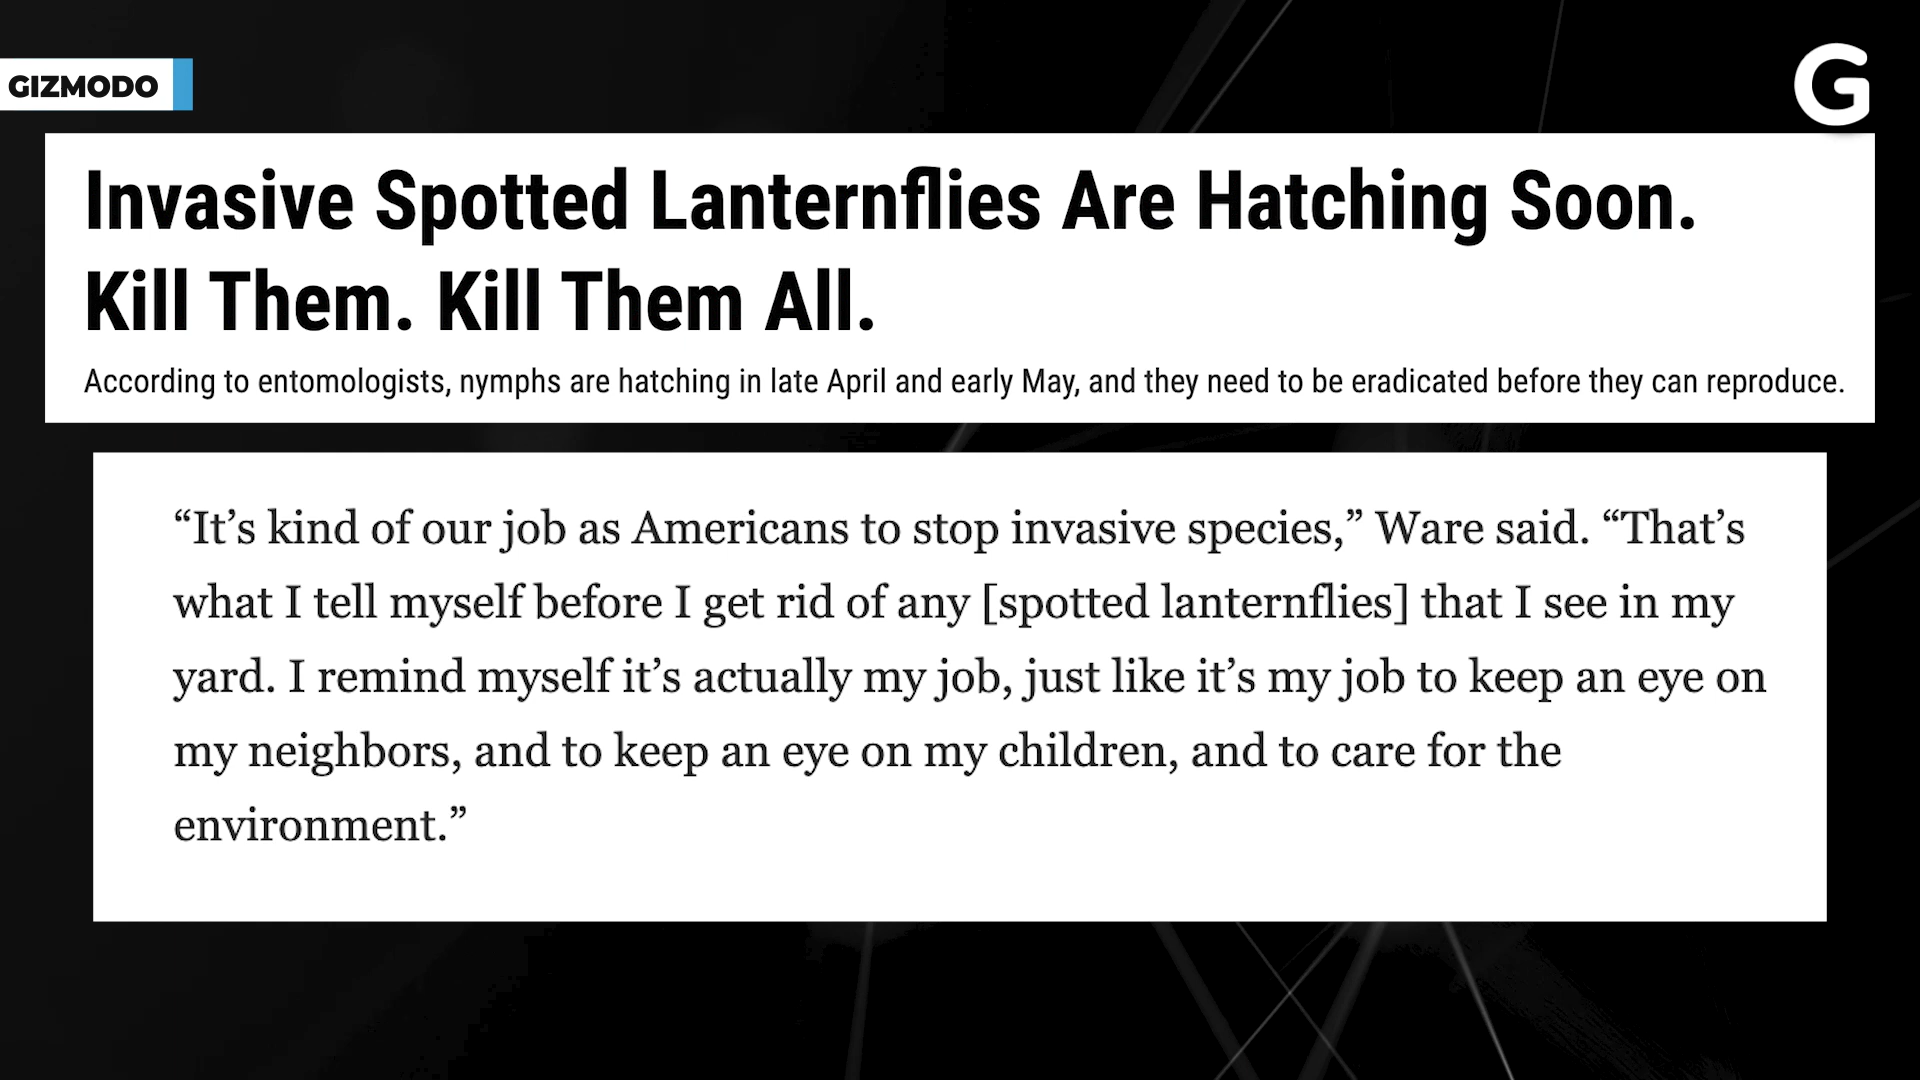 GIZMODO
G
Invasive Spotted Lanternflies Are Hatching Soon.
Kill Them. Kill Them All.
According to entomologists, nymphs are hatching in late April and early May, and they need to be eradicated before they can reproduce.
“It’s kind of our job as Americans to stop invasive species,” Ware said. “That’s
what I tell myself before I get rid of any [spotted lanternflies] that I see in my
yard. I remind myself it’s actually my job, just like it’s my job to keep an eye on
my neighbors, and to keep an eye on my children, and to care for the
environment.”